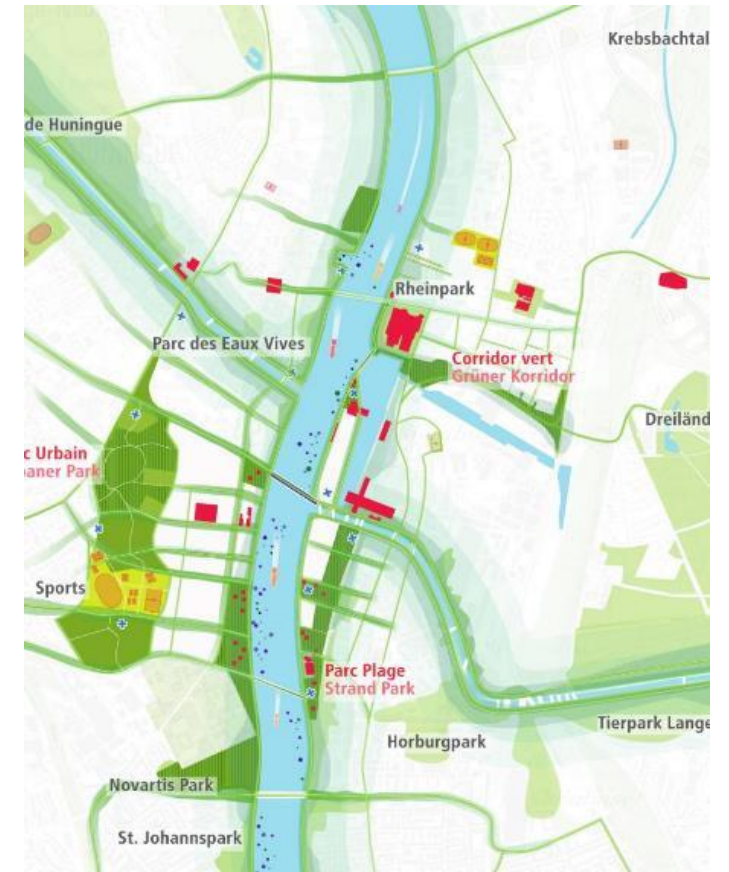 Krebsbachtal
de Huningue
Rheinpark
Parc des Eaux Vives
Corridor vert
Grüner Korridor
Dreiländ
c Urbain
aner Park
Sports
Parc Plage
Strand Park
Tierpark Lange
Horburgpark
Novartis Park
St. Johannspark